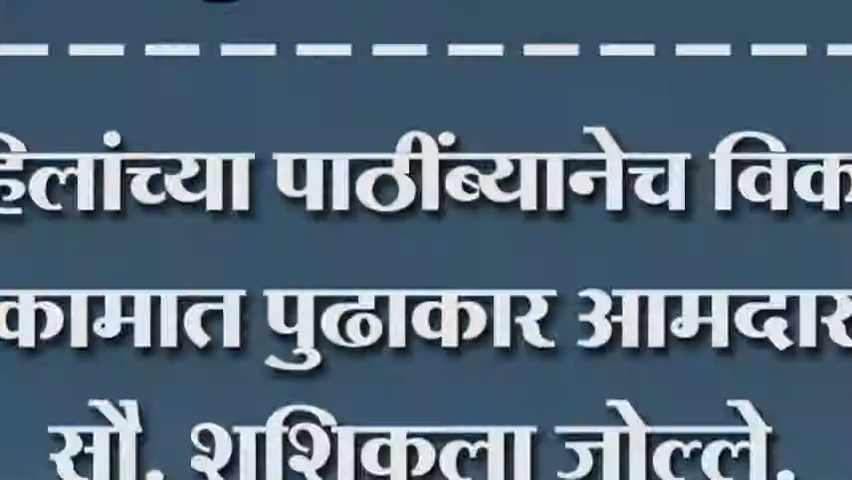 हिलांच्या पाठींब्यानेच विक
कामात पुढाकार आमदार
सौ. शशिकला जोल्ले.